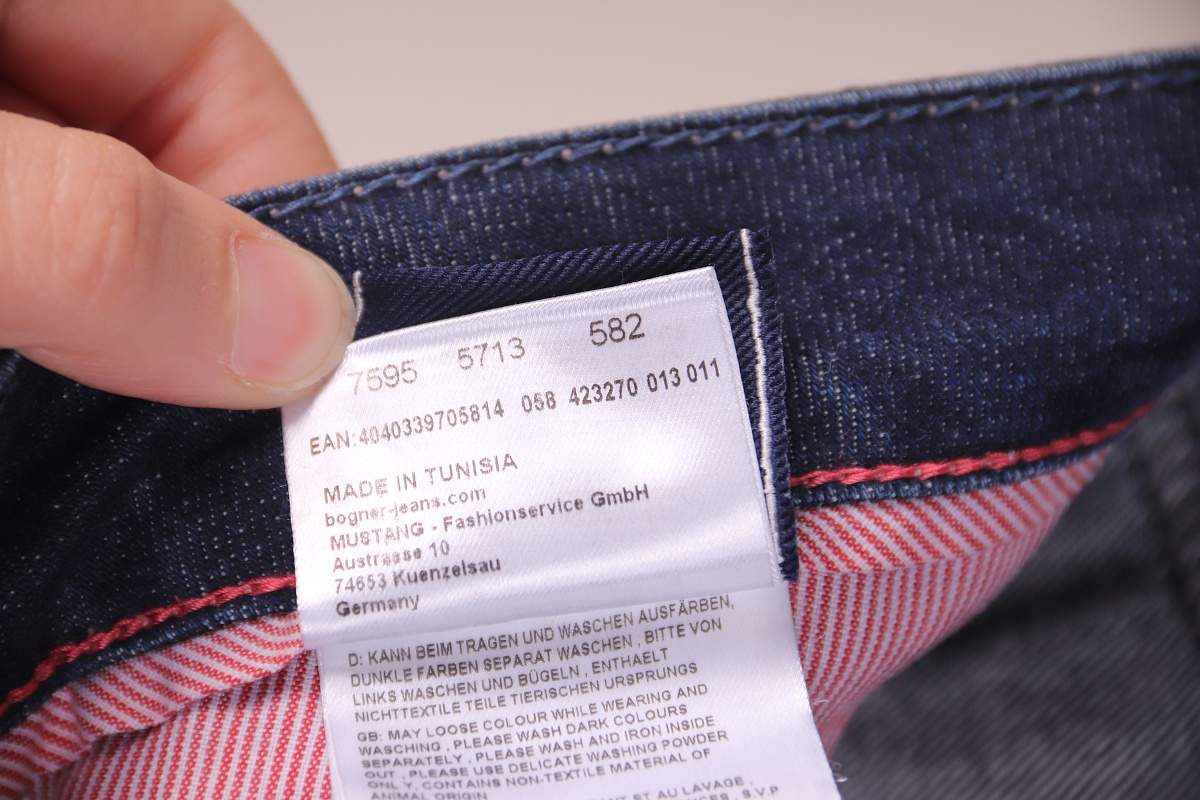 7595 5713 582
EAN:4040339705814 058 423270 013 011
MADE IN TUNISIA
bogner-jeans.com
MUSTANG - Fashionservice GmbH
Austrasse 10
74653 Kuenzelsau
Germany
D: KANN BEIM TRAGEN UND WASCHEN AUSFÄRBEN,
DUNKLE FARBEN SEPARAT WASCHEN , BITTE VON
LINKS WASCHEN UND BÜGELN , ENTHAELT
NICHTTEXTILE TEILE TIERISCHEN URSPRUNGS
GB: MAY LOOSE COLOUR WHILE WEARING AND
WASCHING , PLEASE WASH DARK COLOURS
SEPARATELY , PLEASE WASH AND IRON INSIDE
OUT , PLEASE USE DELICATE WASHING POWDER
ONLY, CONTAINS NON-TEXTILE MATERIAL OF
ANIMAL ORIGIN
ET AU LAVAGE ,
, S.V.P